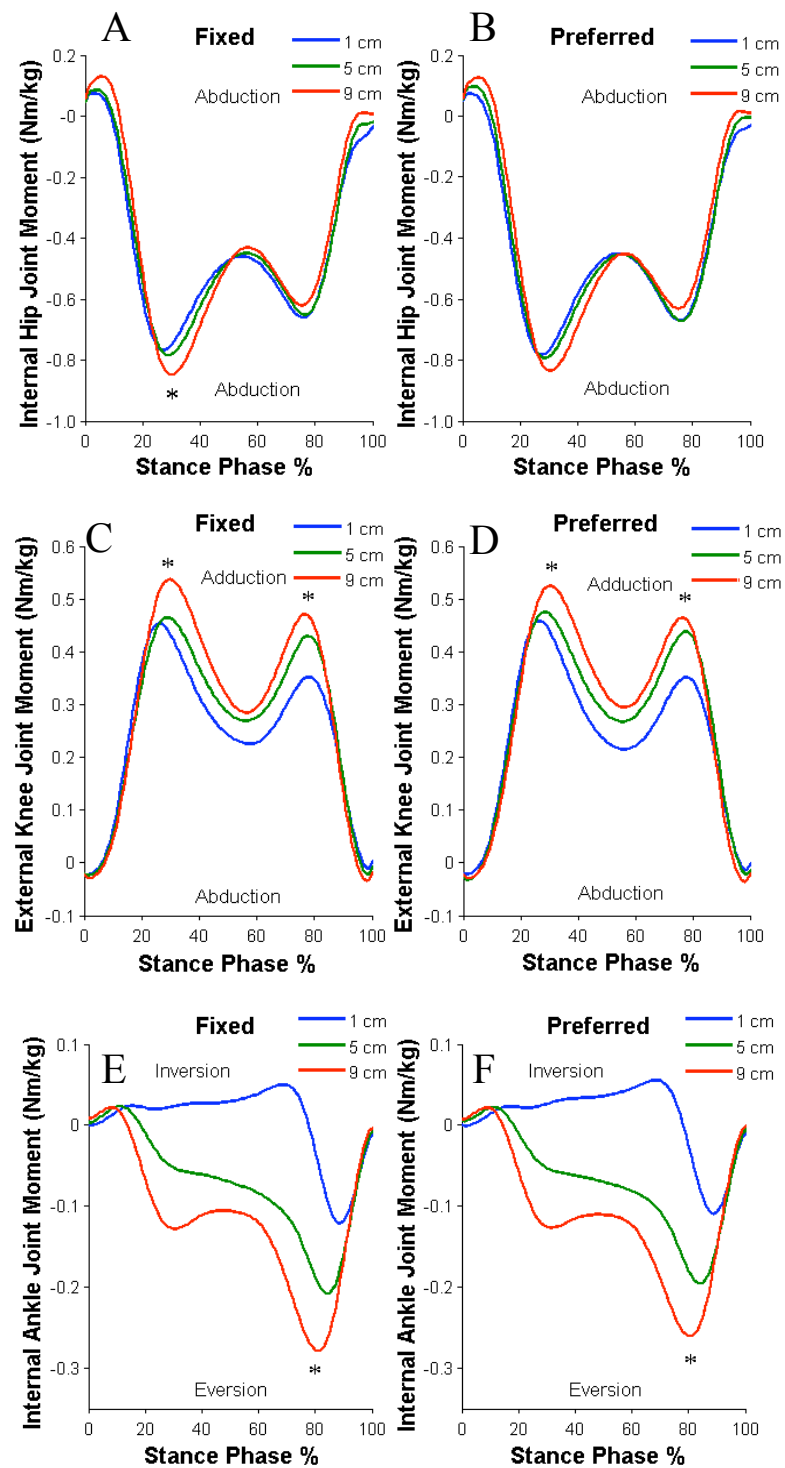 A
Fixed
1 cm
5 cm
9 cm
Abduction
Internal Hip Joint Moment (Nm/kg)
0.2
-0
-0.2
-0.4
-0.6
-0.8
-1.0
*
Abduction
0 20 40 60 80 100
Stance Phase %
B
Preferred
1 cm
5 cm
9 cm
Abduction
Internal Hip Joint Moment (Nm/kg)
0.2
-0
-0.2
-0.4
-0.6
-0.8
-1.0
Abduction
0 20 40 60 80 100
Stance Phase %
C
Fixed
1 cm
5 cm
9 cm
* Adduction *
External Knee Joint Moment (Nm/kg)
0.6
0.5
0.4
0.3
0.2
0.1
0
-0.1
Abduction
0 20 40 60 80 100
Stance Phase %
D
Preferred
1 cm
5 cm
9 cm
* Adduction *
External Knee Joint Moment (Nm/kg)
0.6
0.5
0.4
0.3
0.2
0.1
0
-0.1
Abduction
0 20 40 60 80 100
Stance Phase %
E
Fixed
1 cm
5 cm
9 cm
Inversion
Internal Ankle Joint Moment (Nm/kg)
0.1
0
-0.1
-0.2
-0.3
*
Eversion
0 20 40 60 80 100
Stance Phase %
F
Preferred
1 cm
5 cm
9 cm
Inversion
Internal Ankle Joint Moment (Nm/kg)
0.1
0
-0.1
-0.2
-0.3
*
Eversion
0 20 40 60 80 100
Stance Phase %